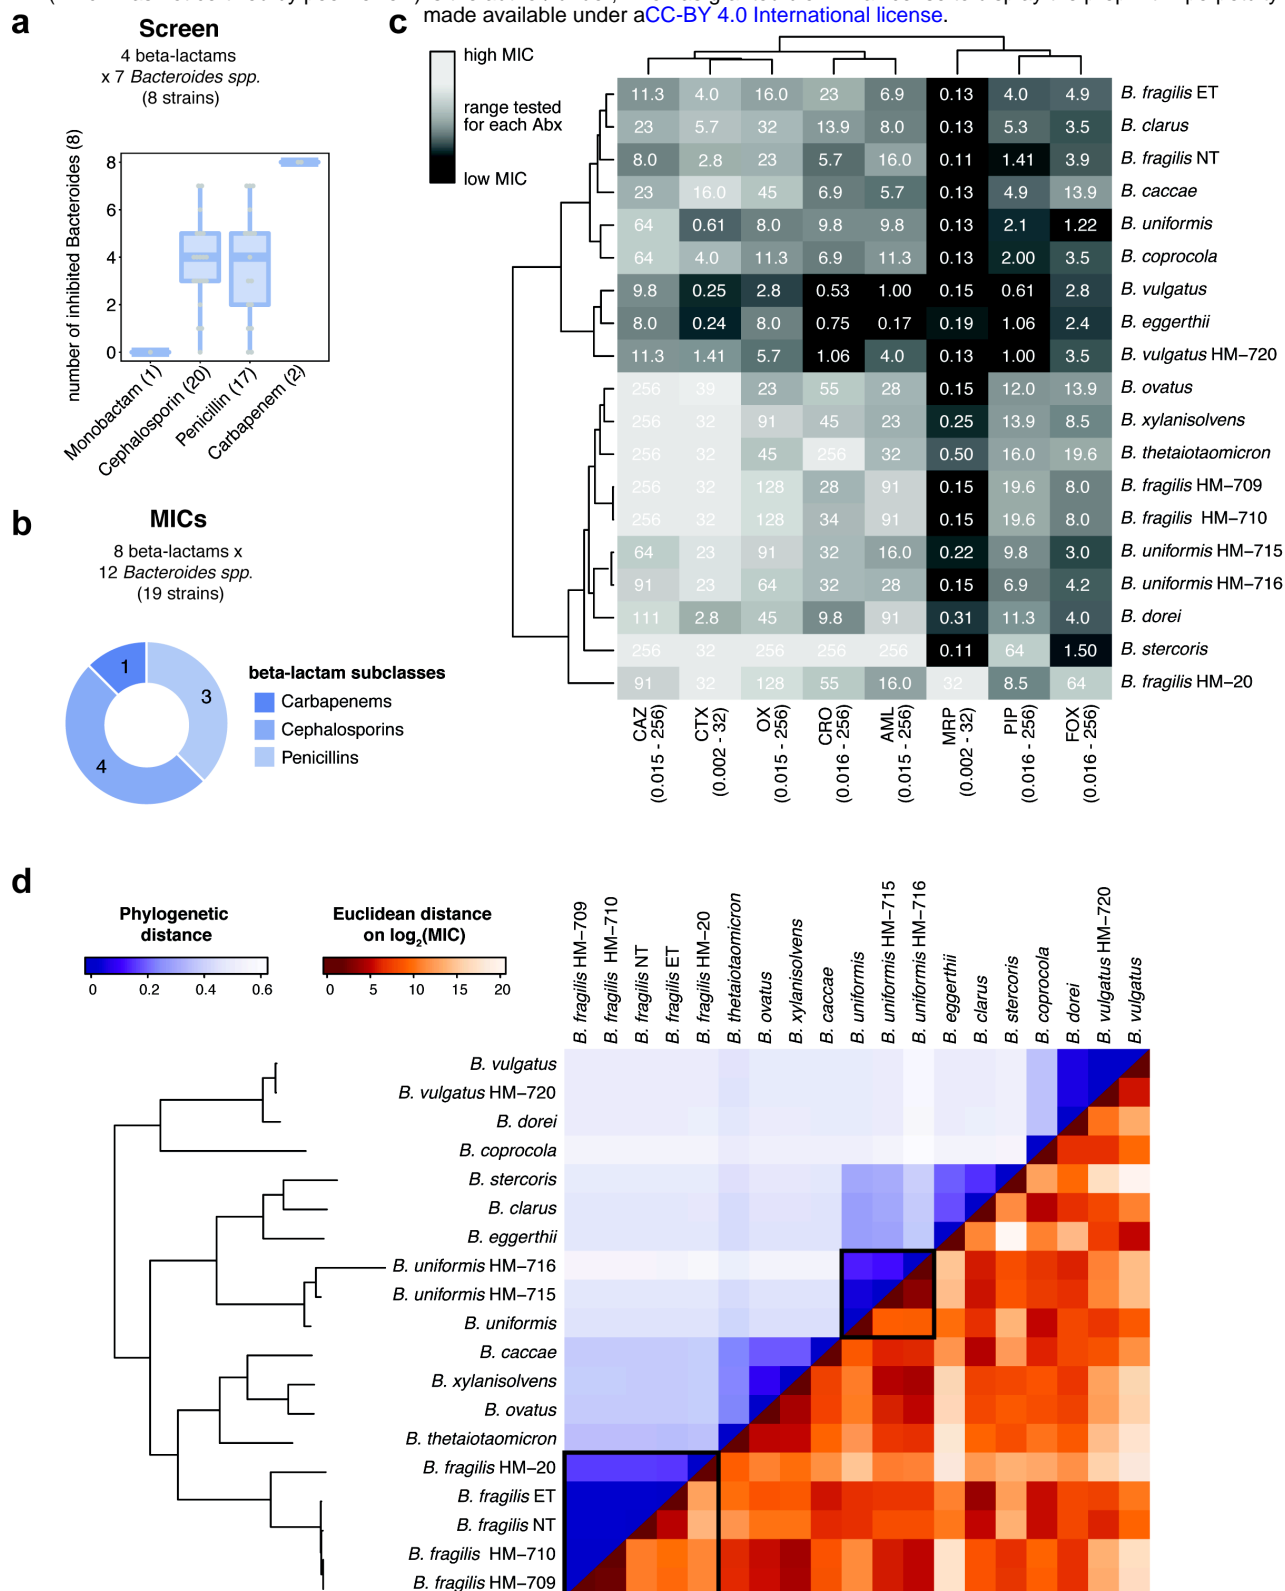 made available under aCC-BY 4.0 International license.
a
Screen
4 beta-lactams
x 7 Bacteroides spp.
(8 strains)
number of inhibited Bacteroides (8)
8
6
4
2
0
Monobactam (1)
Cephalosporin (20)
Penicillin (17)
Carbapenem (2)
b
MICs
8 beta-lactams x
12 Bacteroides spp.
(19 strains)
1
3
4
beta-lactam subclasses
Carbapenems
Cephalosporins
Penicillins
c
high MIC
range tested
for each Abx
low MIC
11.3 4.0 16.0 23 6.9 0.13 4.0 4.9 B. fragilis ET
23 5.7 32 13.9 8.0 0.13 5.3 3.5 B. clarus
8.0 2.8 23 5.7 16.0 0.11 1.41 3.9 B. fragilis NT
23 16.0 45 6.9 5.7 0.13 4.9 13.9 B. caccae
64 0.61 8.0 9.8 9.8 0.13 2.1 1.22 B. uniformis
64 4.0 11.3 6.9 11.3 0.13 2.00 3.5 B. coprocola
9.8 0.25 2.8 0.53 1.00 0.15 0.61 2.8 B. vulgatus
8.0 0.24 8.0 0.75 0.17 0.19 1.06 2.4 B. eggerthii
11.3 1.41 5.7 1.06 4.0 0.13 1.00 3.5 B. vulgatus HM−720
256 39 23 55 28 0.15 12.0 13.9 B. ovatus
256 32 91 45 23 0.25 13.9 8.5 B. xylanisolvens
256 32 45 256 32 0.50 16.0 19.6 B. thetaiotaomicron
256 32 128 28 91 0.15 19.6 8.0 B. fragilis HM−709
256 32 128 34 91 0.15 19.6 8.0 B. fragilis HM−710
64 23 91 32 16.0 0.22 9.8 3.0 B. uniformis HM−715
91 23 64 32 28 0.15 6.9 4.2 B. uniformis HM−716
111 2.8 45 9.8 91 0.31 11.3 4.0 B. dorei
256 32 256 256 256 0.11 64 1.50 B. stercoris
91 32 128 55 16.0 32 8.5 64 B. fragilis HM−20
CAZ
(0.015 - 256)
CTX
(0.002 - 32)
OX
(0.015 - 256)
CRO
(0.016 - 256)
AML
(0.015 - 256)
MRP
(0.002 - 32)
PIP
(0.016 - 256)
FOX
(0.016 - 256)
d
Phylogenetic
distance
0 0.2 0.4 0.6
Euclidean distance
on log2(MIC)
0 5 10 15 20
B. fragilis HM−709
B. fragilis HM−710
B. fragilis NT
B. fragilis ET
B. fragilis HM−20
B. thetaiotaomicron
B. ovatus
B. xylanisolvens
B. caccae
B. uniformis
B. uniformis HM−715
B. uniformis HM−716
B. eggerthii
B. clarus
B. stercoris
B. coprocola
B. dorei
B. vulgatus HM−720
B. vulgatus
B. vulgatus
B. vulgatus HM−720
B. dorei
B. coprocola
B. stercoris
B. clarus
B. eggerthii
B. uniformis HM−716
B. uniformis HM−715
B. uniformis
B. caccae
B. xylanisolvens
B. ovatus
B. thetaiotaomicron
B. fragilis HM−20
B. fragilis ET
B. fragilis NT
B. fragilis HM−710
B. fragilis HM−709